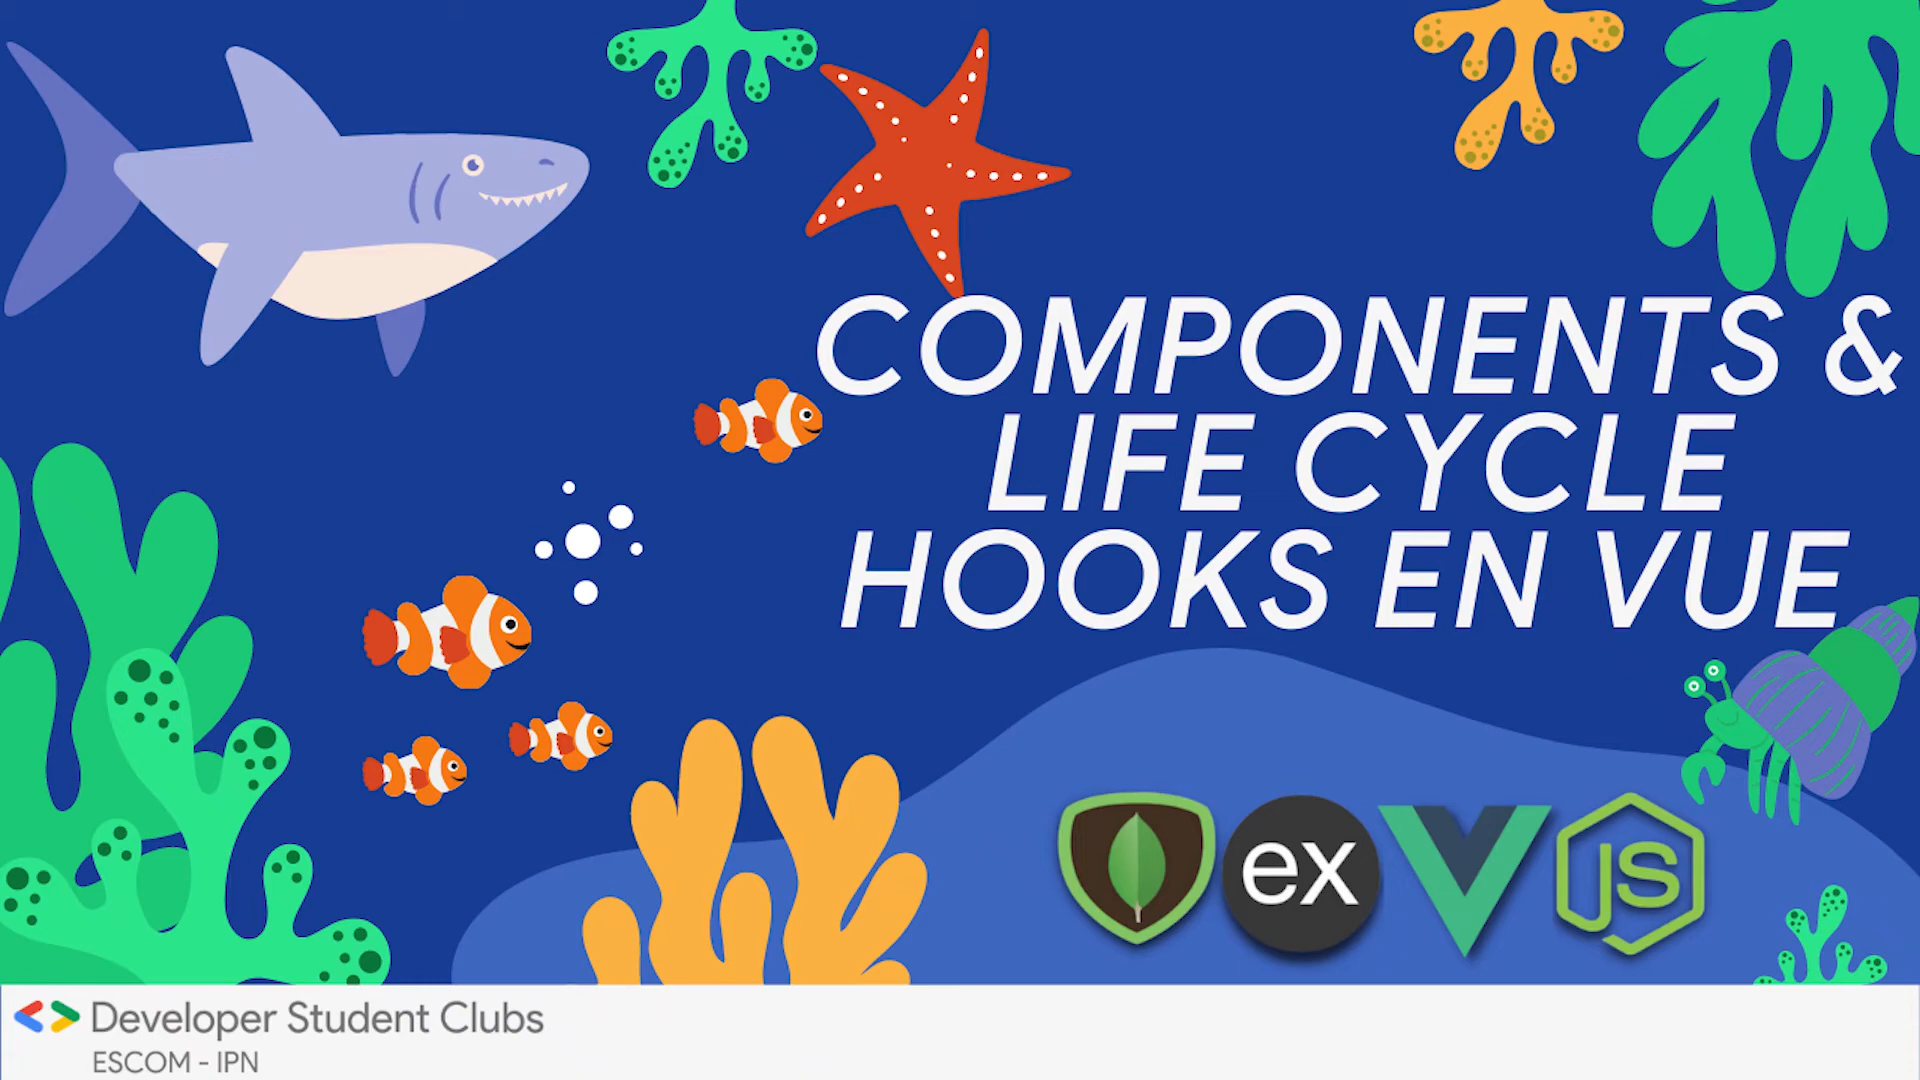 COMPONENTS &
LIFE CYCLE
HOOKS EN VUE
ex
JS
Developer Student Clubs
ESCOM - IPN